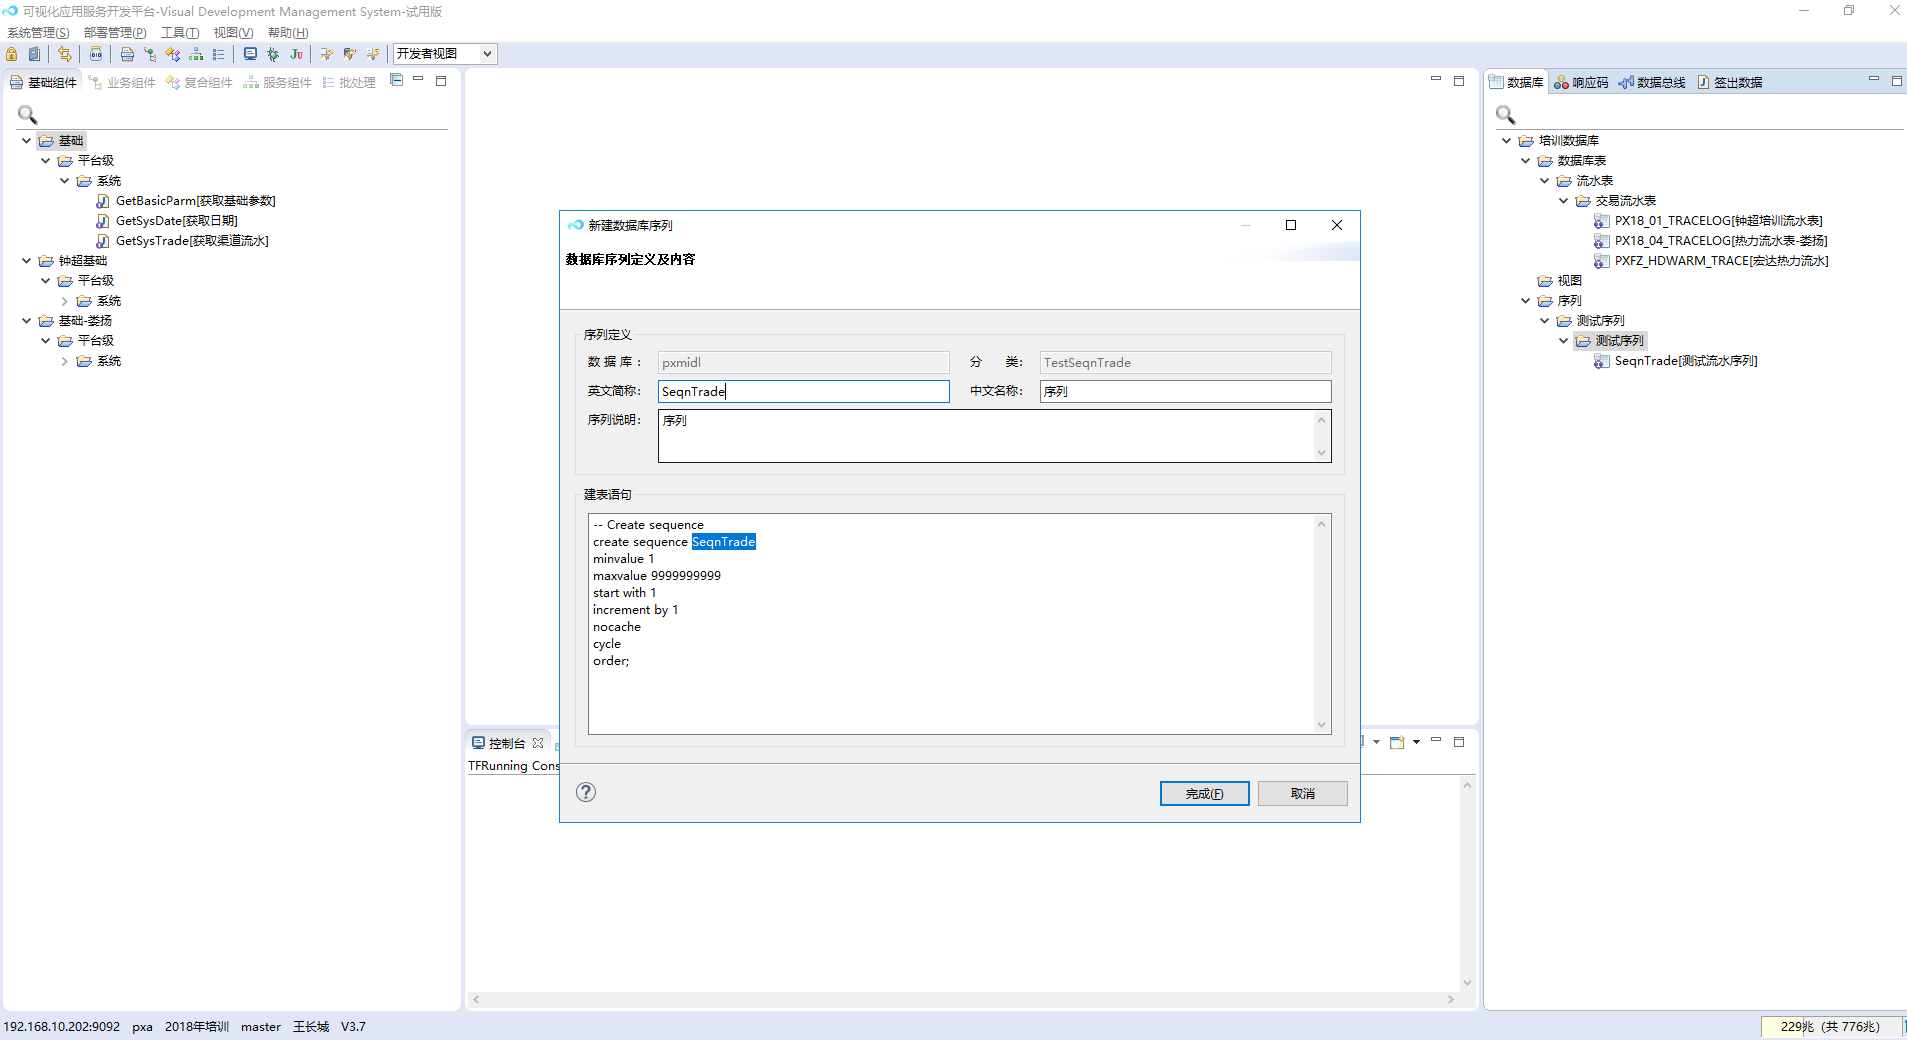 可视化应用服务开发平台-Visual Development Management System-试用版
系统管理(S) 部署管理(P) 工具(T) 视图(V) 帮助(H)
开发者视图
基础组件 业务组件 复合组件 服务组件 批处理
基础
平台级
系统
GetBasicParm[获取基础参数]
GetSysDate[获取日期]
GetSysTrade[获取渠道流水]
钟超基础
平台级
系统
基础-娄扬
平台级
系统
新建数据库序列
数据库序列定义及内容
序列定义
数 据 库： pxmidl 分 类： TestSeqnTrade
英文简称： SeqnTrade 中文名称： 序列
序列说明： 序列
建表语句
-- Create sequence
create sequence SeqnTrade
minvalue 1
maxvalue 9999999999
start with 1
increment by 1
nocache
cycle
order;
完成(F) 取消
控制台
TFRunning Cons
数据库 响应码 数据总线 签出数据
培训数据库
数据库表
流水表
交易流水表
PX18_01_TRACELOG[钟超培训流水表]
PX18_04_TRACELOG[热力流水表-娄扬]
PXFZ_HDWARM_TRACE[宏达热力流水]
视图
序列
测试序列
测试序列
SeqnTrade[测试流水序列]
192.168.10.202:9092 pxa 2018年培训 master 王长城 V3.7
229兆 (共 776兆)